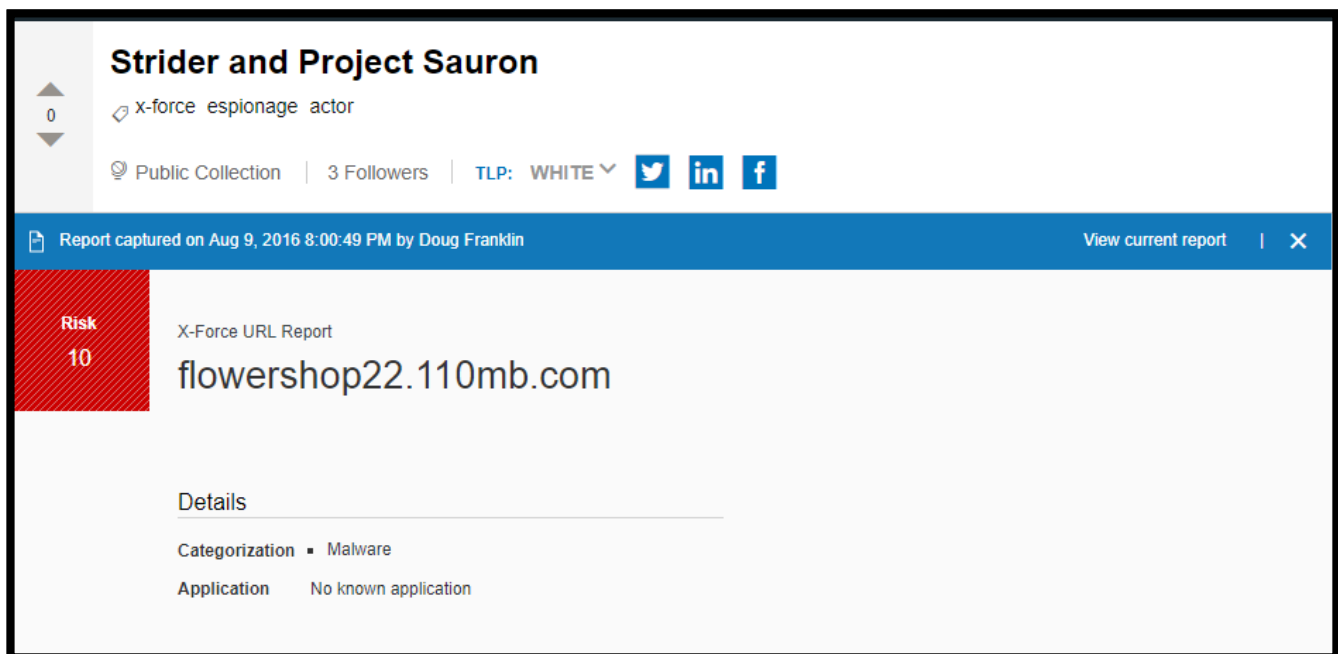 Strider and Project Sauron
0
x-force espionage actor
Public Collection | 3 Followers | TLP: WHITE
in f
Report captured on Aug 9, 2016 8:00:49 PM by Doug Franklin View current report | ✕
Risk
10
X-Force URL Report
flowershop22.110mb.com
Details
Categorization ▪ Malware
Application No known application